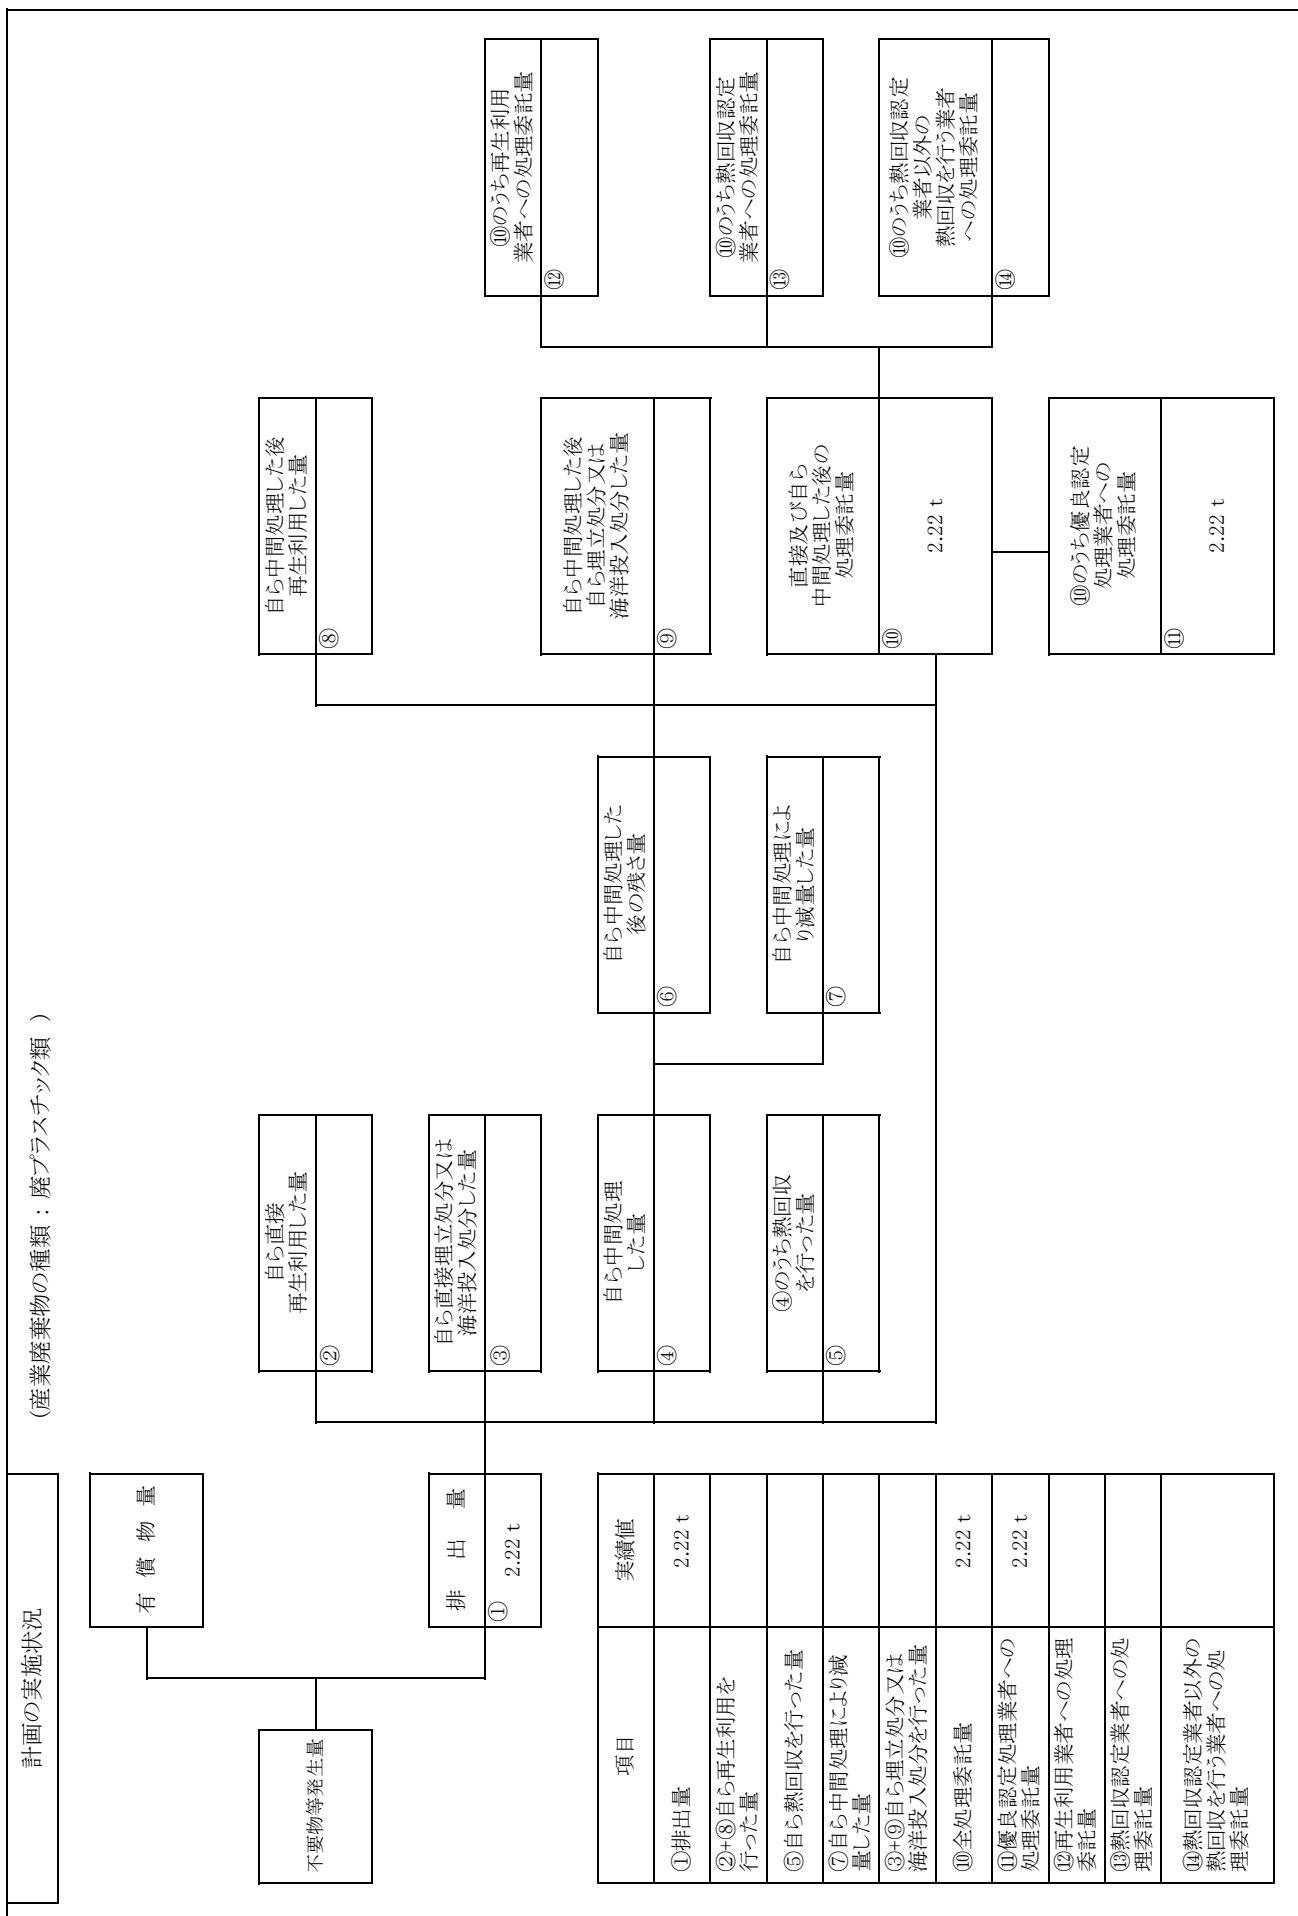 計画の実施状況
(産業廃棄物の種類：廃プラスチック類 )
不要物等発生量
有 償 物 量
排 出 量
①
2.22 t
自ら直接
再生利用した量
②
自ら直接埋立処分又は
海洋投入処分した量
③
自ら中間処理
した量
④
④のうち熱回収
を行った量
⑤
自ら中間処理した
後の残さ量
⑥
自ら中間処理によ
り減量した量
⑦
自ら中間処理した後
再生利用した量
⑧
自ら中間処理した後
自ら埋立処分又は
海洋投入処分した量
⑨
直接及び自ら
中間処理した後の
処理委託量
⑩
2.22 t
⑩のうち優良認定
処理業者への
処理委託量
⑪
2.22 t
⑩のうち再生利用
業者への処理委託量
⑫
⑩のうち熱回収認定
業者への処理委託量
⑬
⑩のうち熱回収認定
業者以外の
熱回収を行う業者
への処理委託量
⑭
項目 実績値
①排出量 2.22 t
②+⑧自ら再生利用を
行った量
⑤自ら熱回収を行った量
⑦自ら中間処理により減
量した量
③+⑨自ら埋立処分又は
海洋投入処分を行った量
⑩全処理委託量 2.22 t
⑪優良認定処理業者への
処理委託量 2.22 t
⑫再生利用業者への処理
委託量
⑬熱回収認定業者への処
理委託量
⑭熱回収認定業者以外の
熱回収を行う業者への処
理委託量